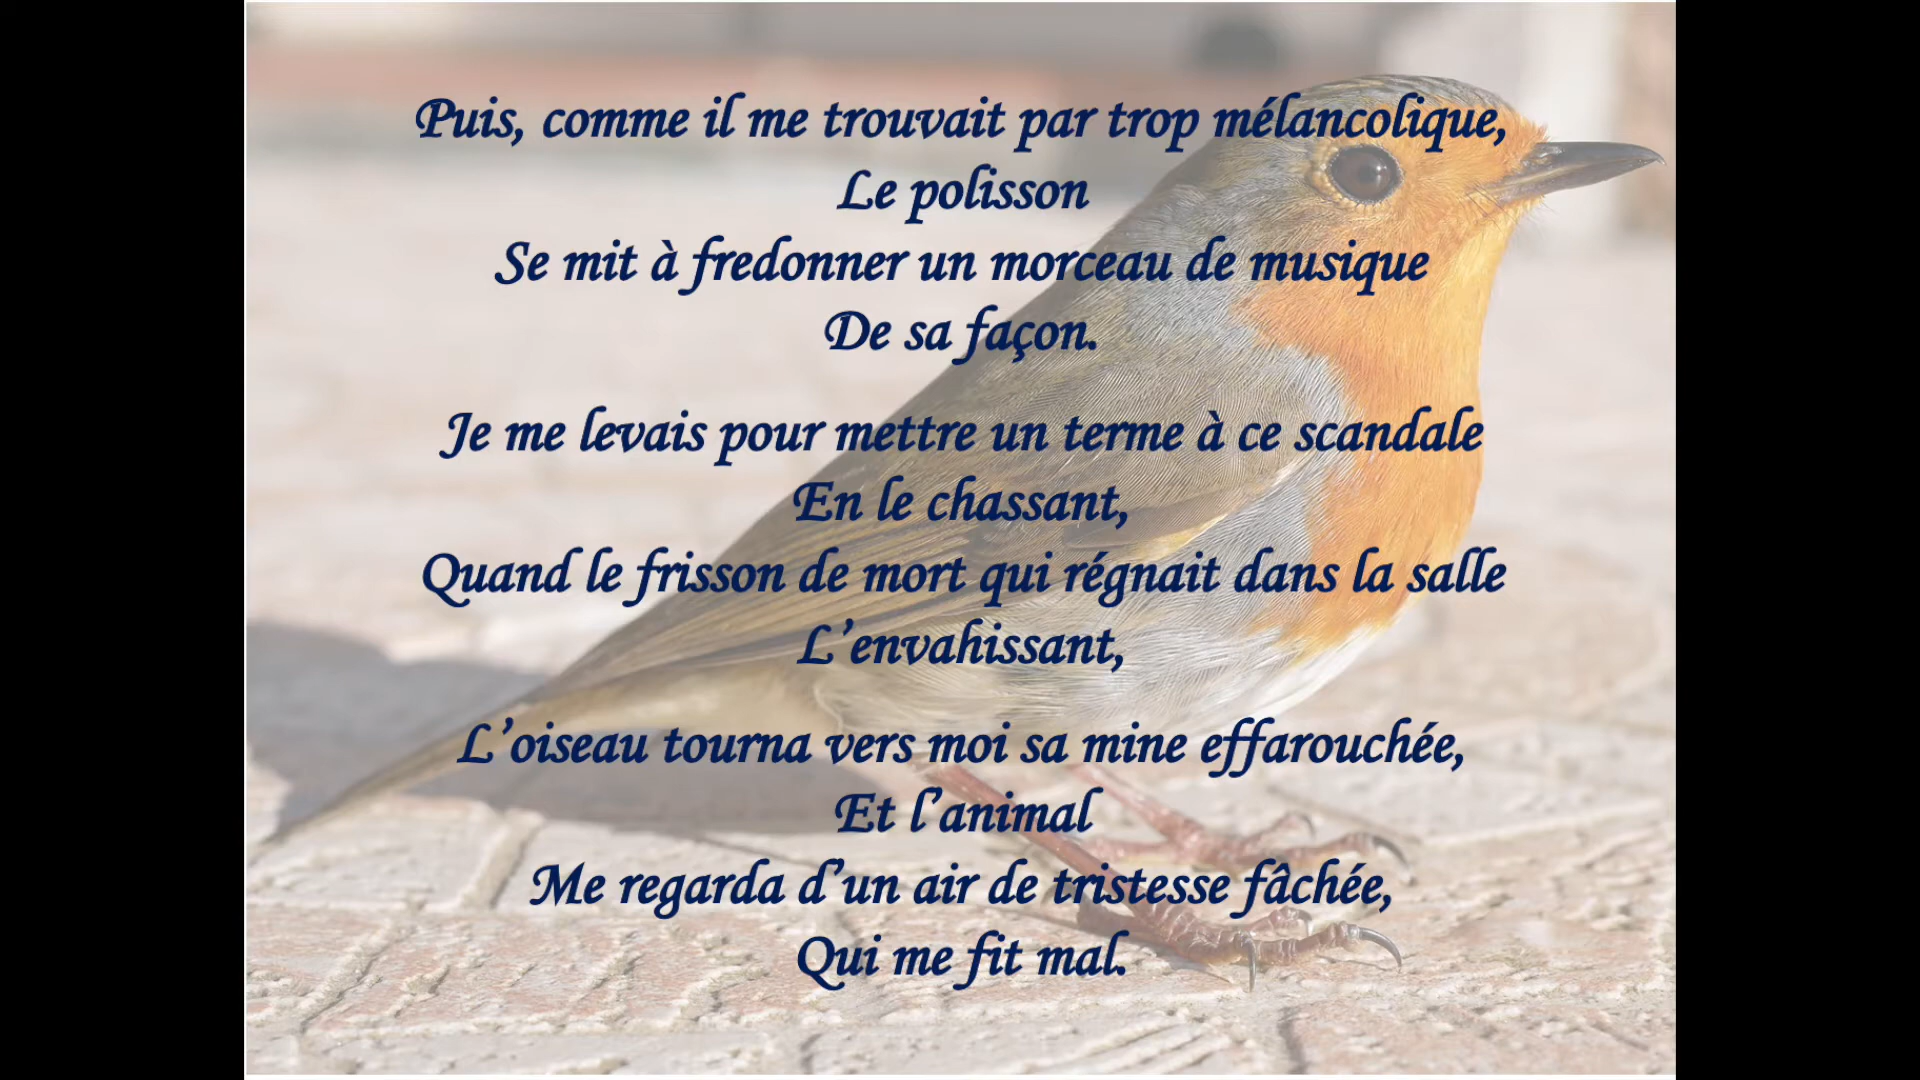 Puis, comme il me trouvait par trop mélancolique,
Le polisson
Se mit à fredonner un morceau de musique
De sa façon.
Je me levais pour mettre un terme à ce scandale
En le chassant,
Quand le frisson de mort qui régnait dans la salle
L’envahissant,
L’oiseau tourna vers moi sa mine effarouchée,
Et l’animal
Me regarda d’un air de tristesse fâchée,
Qui me fit mal.